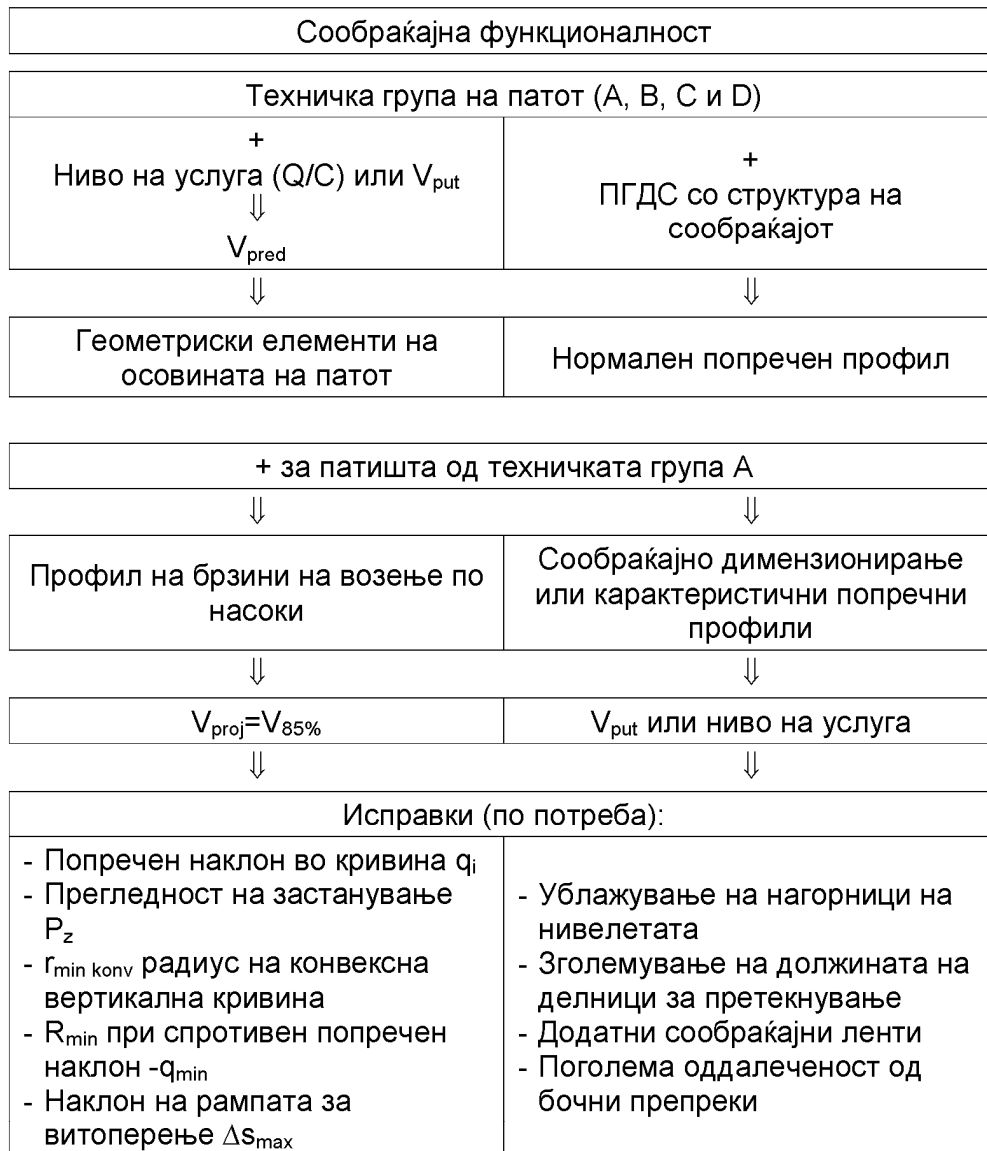 Сообраќајна функционалност
Техничка група на патот (A, B, C и D)
+
Ниво на услуга (Q/C) или V_put
⇓
V_pred
+
ПГДС со структура на
сообраќајот
⇓ ⇓
Геометриски елементи на
осовината на патот
Нормален попречен профил
+ за патишта од техничката група А
⇓ ⇓
Профил на брзини на возење по
насоки
Сообраќајно димензионирање
или карактеристични попречни
профили
⇓ ⇓
V_proj=V_85%
V_put или ниво на услуга
⇓ ⇓
Исправки (по потреба):
- Попречен наклон во кривина q_i
- Прегледност на застанување
P_z
- r_min konv радиус на конвексна
вертикална кривина
- R_min при спротивен попречен
наклон -q_min
- Наклон на рампата за
витоперење Δs_max
- Ублажување на нагорници на
нивелетата
- Зголемување на должината на
делници за претекнување
- Додатни сообраќајни ленти
- Поголема оддалеченост од
бочни препреки